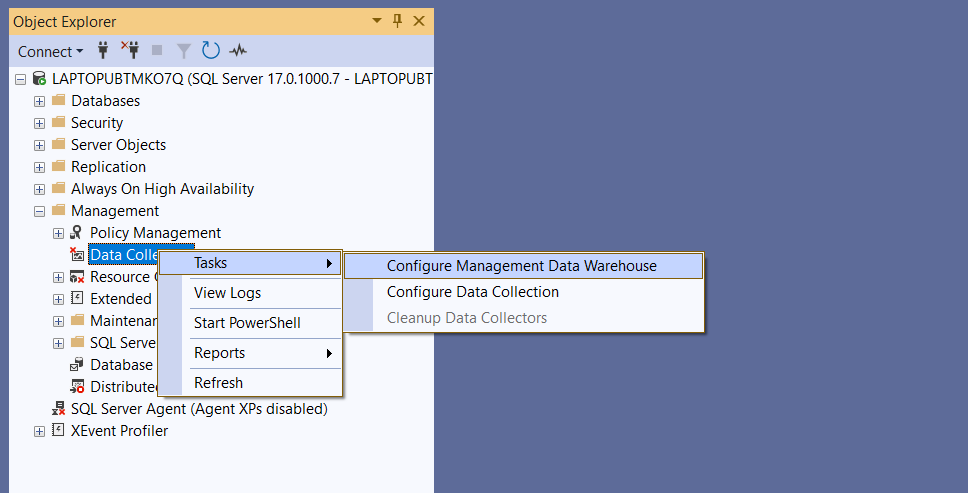 Object Explorer
Connect
LAPTOPUBTMKO7Q (SQL Server 17.0.1000.7 - LAPTOPUBT
Databases
Security
Server Objects
Replication
Always On High Availability
Management
Policy Management
Data Colle
Resource
Extended
Maintenan
SQL Serve
Database
Distribute
SQL Server Agent (Agent XPs disabled)
XEvent Profiler
Tasks
View Logs
Start PowerShell
Reports
Refresh
Configure Management Data Warehouse
Configure Data Collection
Cleanup Data Collectors